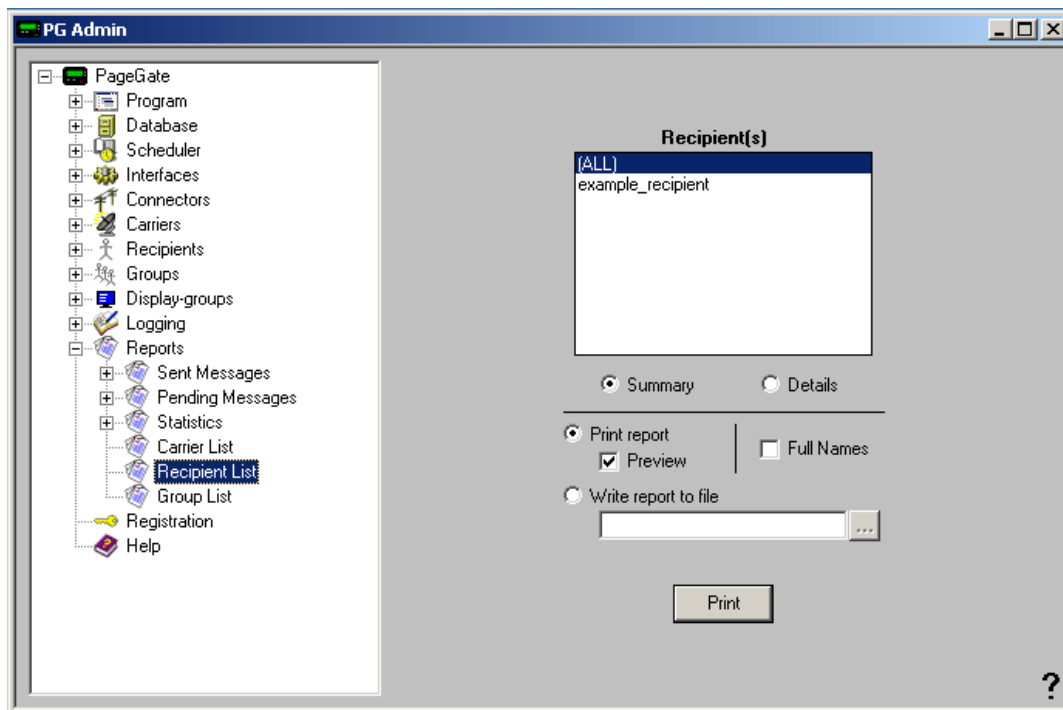 PG Admin
PageGate
Program
Database
Scheduler
Interfaces
Connectors
Carriers
Recipients
Groups
Display-groups
Logging
Reports
Sent Messages
Pending Messages
Statistics
Carrier List
Recipient List
Group List
Registration
Help
Recipient(s)
(ALL)
example_recipient
Summary Details
Print report
Preview
Full Names
Write report to file
...
Print
?